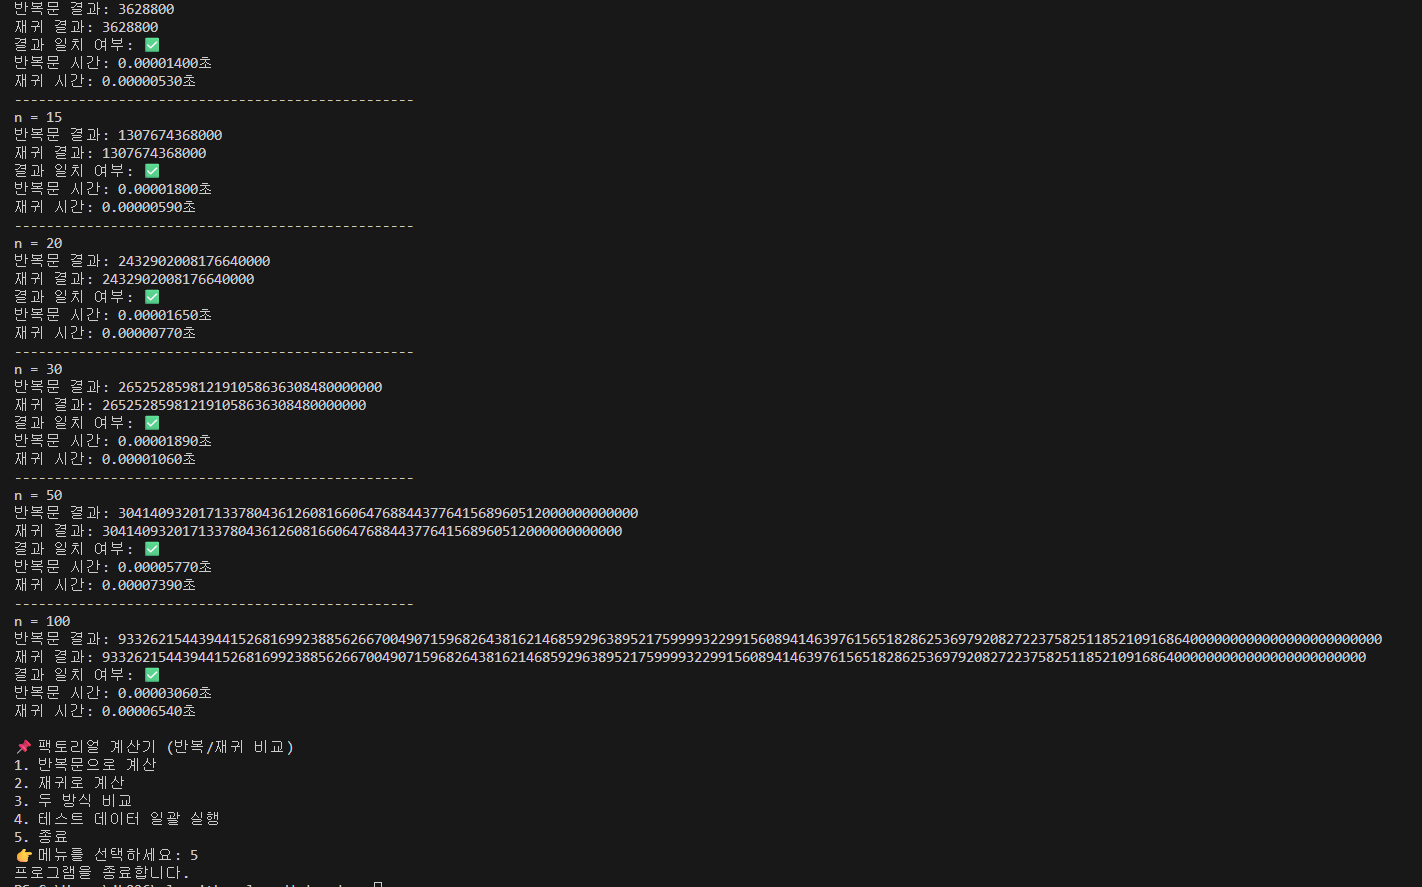 반복문 결과: 3628800
재귀 결과: 3628800
결과 일치 여부: ✅
반복문 시간: 0.00001400초
재귀 시간: 0.00000530초
--------------------------------------------------
n = 15
반복문 결과: 1307674368000
재귀 결과: 1307674368000
결과 일치 여부: ✅
반복문 시간: 0.00001800초
재귀 시간: 0.00000590초
--------------------------------------------------
n = 20
반복문 결과: 2432902008176640000
재귀 결과: 2432902008176640000
결과 일치 여부: ✅
반복문 시간: 0.00001650초
재귀 시간: 0.00000770초
--------------------------------------------------
n = 30
반복문 결과: 265252859812191058636308480000000
재귀 결과: 265252859812191058636308480000000
결과 일치 여부: ✅
반복문 시간: 0.00001890초
재귀 시간: 0.00001060초
--------------------------------------------------
n = 50
반복문 결과: 30414093201713378043612608166064768844377641568960512000000000000
재귀 결과: 30414093201713378043612608166064768844377641568960512000000000000
결과 일치 여부: ✅
반복문 시간: 0.00005770초
재귀 시간: 0.00007390초
--------------------------------------------------
n = 100
반복문 결과: 93326215443944152681699238856266700490715968264381621468592963895217599993229915608941463976156518286253697920827223758251185210916864000000000000000000000000
재귀 결과: 93326215443944152681699238856266700490715968264381621468592963895217599993229915608941463976156518286253697920827223758251185210916864000000000000000000000000
결과 일치 여부: ✅
반복문 시간: 0.00003060초
재귀 시간: 0.00006540초
📌 팩토리얼 계산기 (반복/재귀 비교)
1. 반복문으로 계산
2. 재귀로 계산
3. 두 방식 비교
4. 테스트 데이터 일괄 실행
5. 종료
👉 메뉴를 선택하세요: 5
프로그램을 종료합니다.